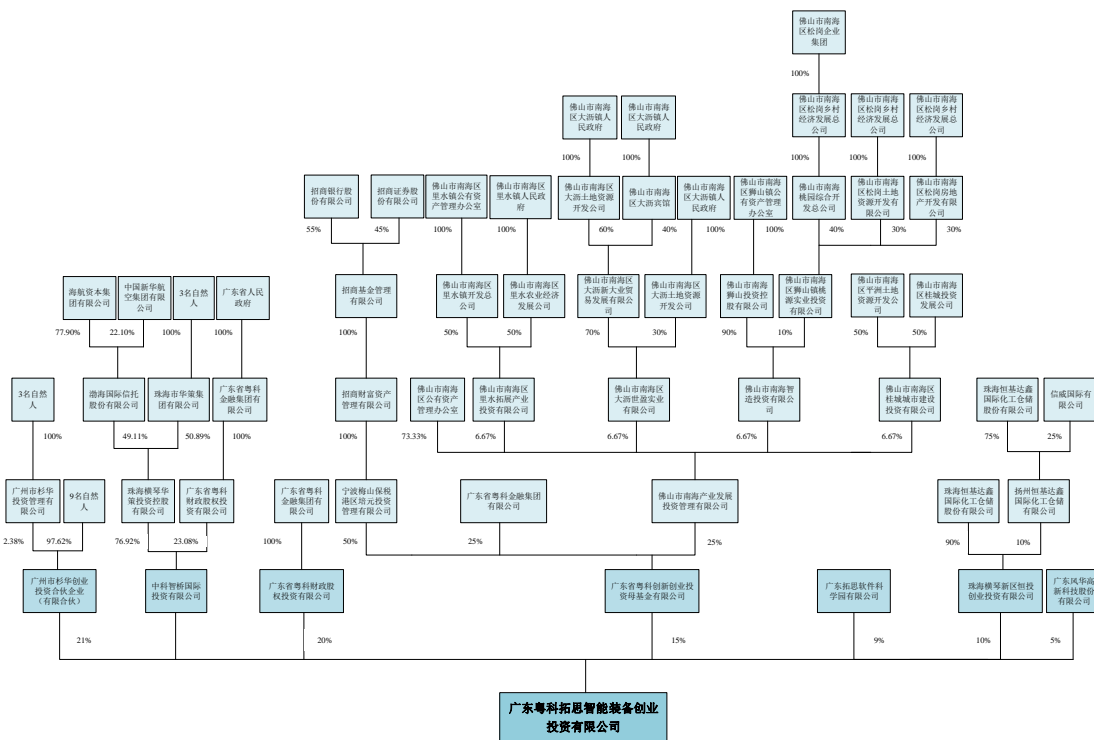 佛山市南海
区松岗企业
集团
100%
佛山市南海
区大沥镇人
民政府
佛山市南海
区大沥镇人
民政府
佛山市南海
区松岗乡村
经济发展总
公司
佛山市南海
区松岗乡村
经济发展总
公司
佛山市南海
区松岗乡村
经济发展总
公司
100%
100%
100%
100%
100%
招商银行股
份有限公司
招商证券股
份有限公司
佛山市南海区
里水镇公有资
产管理办公室
佛山市南海区
里水镇人民政
府
佛山市南海区
大沥土地资源
开发公司
佛山市南海
区大沥宾馆
佛山市南海
区大沥镇人
民政府
佛山市南海
区狮山镇公
有资产管理
办公室
佛山市南海
桃园综合开
发总公司
佛山市南海
区松岗土地
资源开发有
限公司
佛山市南海
区松岗房地
产开发有限
公司
55%
45%
100%
100%
60%
40%
100%
100%
40%
30%
30%
海航资本集
团有限公司
中国新华航
空集团有限
公司
3名自然
人
广东省人民
政府
招商基金管理
有限公司
佛山市南海区
里水镇开发总
公司
佛山市南海区
里水农业经济
发展公司
佛山市南海区
大沥新大业贸
易发展有限公
司
佛山市南海
区大沥土地
资源开发公
司
佛山市南海
狮山投资控
股有限公司
佛山市南海
区狮山镇桃
源实业投资
有限公司
佛山市南海
区平洲土地
资源开发公
司
佛山市南海
区桂城投资
发展公司
77.90%
22.10%
100%
100%
100%
50%
50%
70%
30%
90%
10%
50%
50%
3名自然
人
渤海国际信托
股份有限公司
珠海市华策集
团有限公司
广东省粤科
金融集团有
限公司
招商财富资产
管理有限公司
佛山市南海
区公有资产
管理办公室
佛山市南海区
里水拓展产业
投资有限公司
佛山市南海区
大沥世盈实业
有限公司
佛山市南海智
造投资有限公
司
佛山市南海区
桂城城市建设
投资有限公司
珠海恒基达鑫
国际化工仓储
股份有限公司
信威国际有
限公司
100%
49.11%
50.89%
100%
100%
73.33%
6.67%
6.67%
6.67%
6.67%
75%
25%
广州市杉华
投资管理有
限公司
9名自然
人
珠海横琴华
策投资控股
有限公司
广东省粤科
财政股权投
资有限公司
广东省粤科
金融集团有
限公司
宁波梅山保税
港区培元投资
管理有限公司
广东省粤科金融集团
有限公司
佛山市南海产业发展
投资管理有限公司
珠海恒基达鑫
国际化工仓储
股份有限公司
扬州恒基达鑫
国际化工仓储
有限公司
2.38%
97.62%
76.92%
23.08%
100%
50%
25%
25%
90%
10%
广州市杉华创业
投资合伙企业
（有限合伙）
中科智桥国际
投资有限公司
广东省粤科财政股
权投资有限公司
广东省粤科创新创业投
资母基金有限公司
广东拓思软件科
学园有限公司
珠海横琴新区恒投
创业投资有限公司
广东风华高
新科技股份
有限公司
21%
20%
15%
9%
10%
5%
广东粤科拓思智能装备创业
投资有限公司